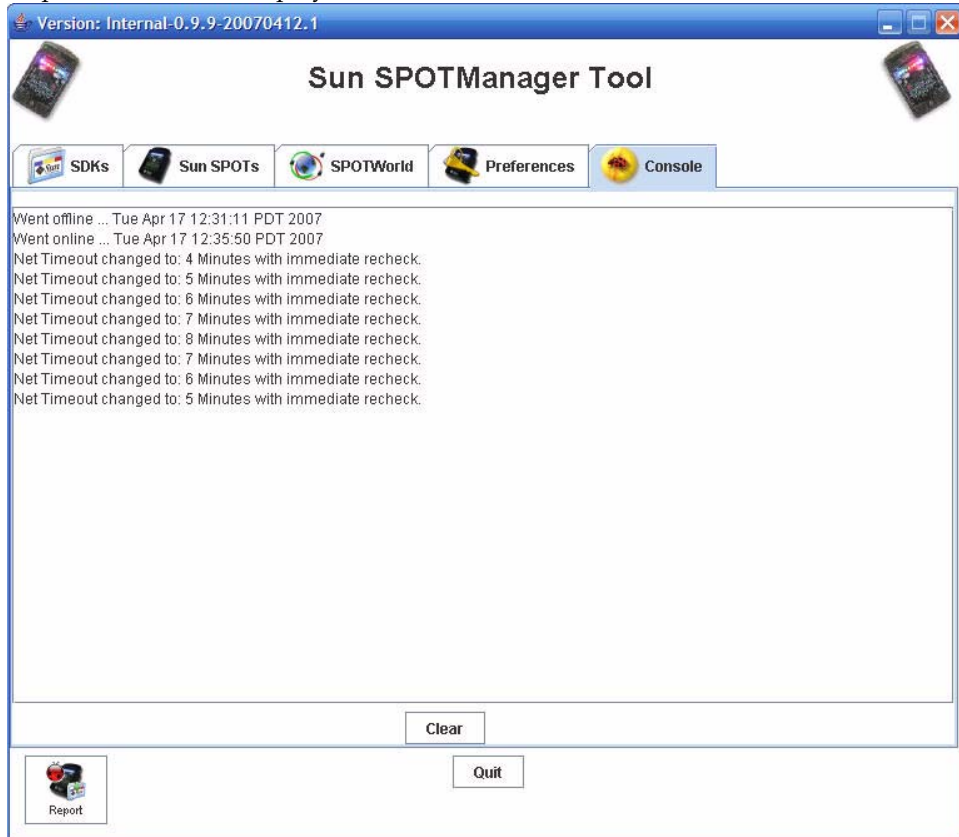 Version: Internal-0.9.9-20070412.1
Sun SPOTManager Tool
SDKs
Sun SPOTs
SPOTWorld
Preferences
Console
Went offline ... Tue Apr 17 12:31:11 PDT 2007
Went online ... Tue Apr 17 12:35:50 PDT 2007
Net Timeout changed to: 4 Minutes with immediate recheck.
Net Timeout changed to: 5 Minutes with immediate recheck.
Net Timeout changed to: 6 Minutes with immediate recheck.
Net Timeout changed to: 7 Minutes with immediate recheck.
Net Timeout changed to: 8 Minutes with immediate recheck.
Net Timeout changed to: 7 Minutes with immediate recheck.
Net Timeout changed to: 6 Minutes with immediate recheck.
Net Timeout changed to: 5 Minutes with immediate recheck.
Clear
Quit
Report